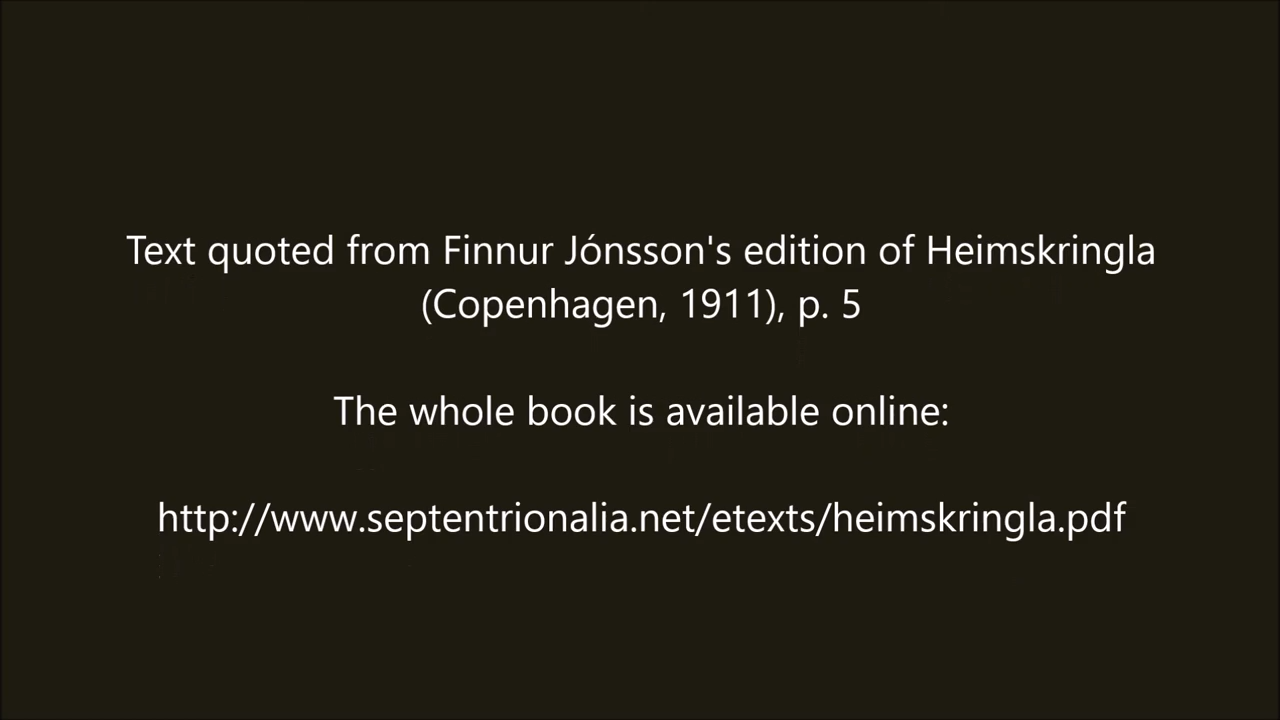 Text quoted from Finnur Jónsson's edition of Heimskringla
(Copenhagen, 1911), p. 5
The whole book is available online:
http://www.septentrionalia.net/etexts/heimskringla.pdf